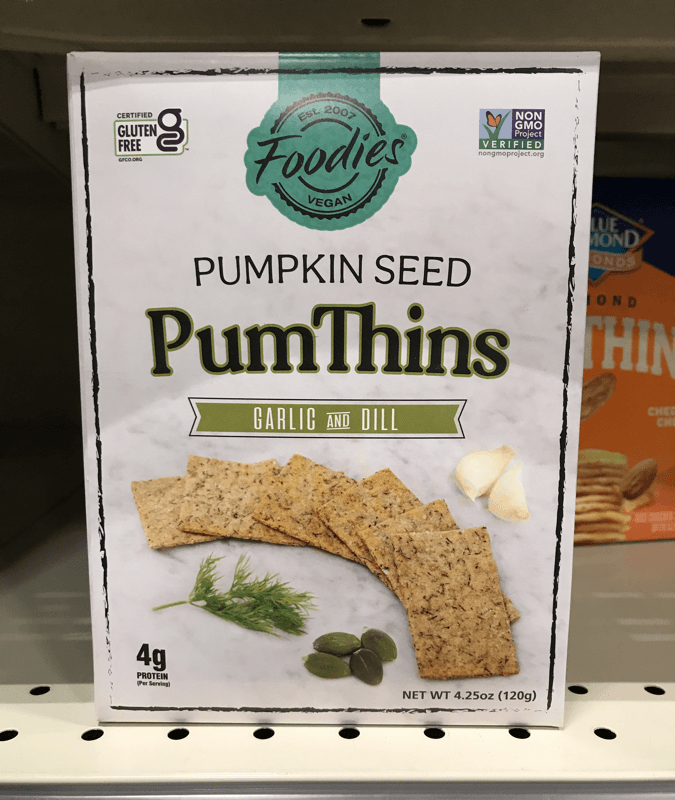 CERTIFIED
GLUTEN
FREE
GFCO.ORG
Est. 2007
Foodies®
VEGAN
NON
GMO
Project
VERIFIED
nongmoproject.org
PUMPKIN SEED
PumThins
GARLIC AND DILL
4g
PROTEIN
(Per Serving)
NET WT 4.25oz (120g)
THIN